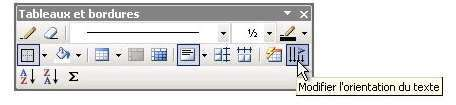 Tableaux et bordures
½
A
Z
Z
A
Σ
Modifier l'orientation du texte